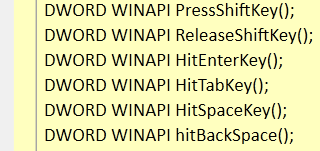 DWORD WINAPI PressShiftKey();
DWORD WINAPI ReleaseShiftKey();
DWORD WINAPI HitEnterKey();
DWORD WINAPI HitTabKey();
DWORD WINAPI HitSpaceKey();
DWORD WINAPI hitBackSpace();